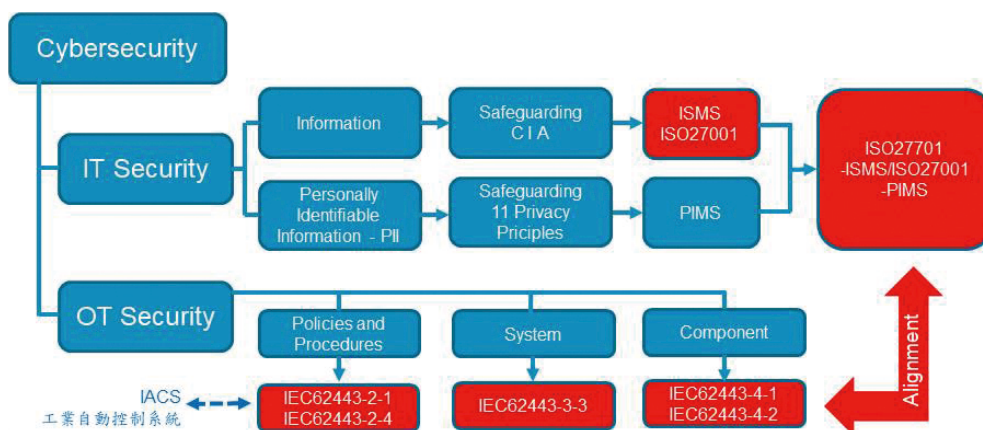 Cybersecurity
IT Security
Information
Safeguarding
C I A
ISMS
ISO27001
Personally
Identifiable
Information - PII
Safeguarding
11 Privacy
Priciples
PIMS
ISO27701
-ISMS/ISO27001
-PIMS
OT Security
Policies and
Procedures
System
Component
IACS
工業自動控制系統
IEC62443-2-1
IEC62443-2-4
IEC62443-3-3
IEC62443-4-1
IEC62443-4-2
Alignment